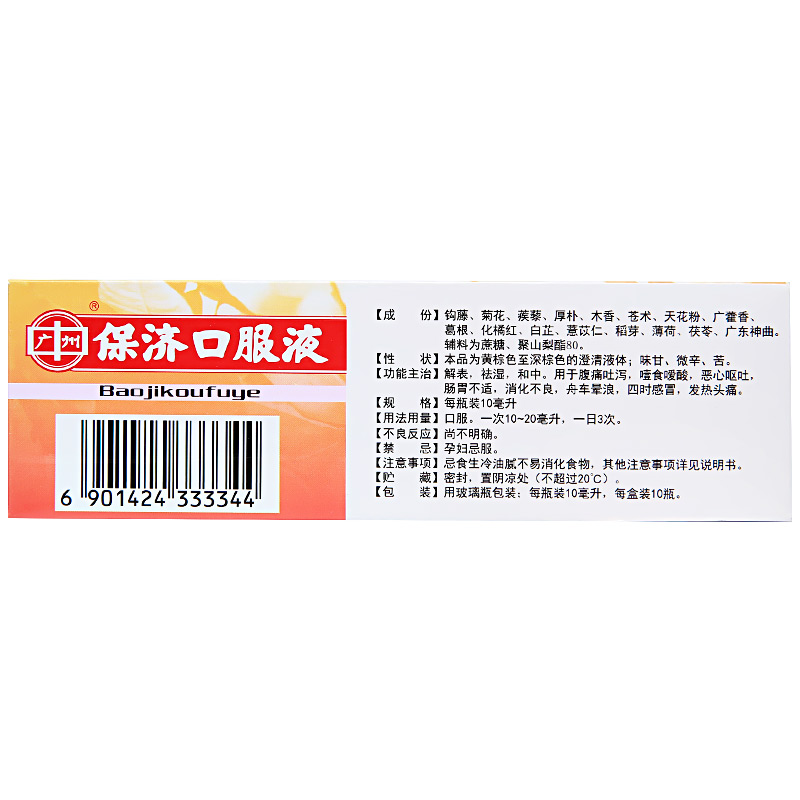 ®
广中州
保济口服液
Baojikoufuye
6 901424 333344
【成 份】钩藤、菊花、蒺藜、厚朴、木香、苍术、天花粉、广藿香、
葛根、化橘红、白芷、薏苡仁、稻芽、薄荷、茯苓、广东神曲。
辅料为蔗糖、聚山梨酯80。
【性 状】本品为黄棕色至深棕色的澄清液体；味甘、微辛、苦。
【功能主治】解表，祛湿，和中。用于腹痛吐泻，噎食嗳酸，恶心呕吐，
肠胃不适，消化不良，舟车晕浪，四时感冒，发热头痛。
【规 格】每瓶装10毫升
【用法用量】口服。一次10~20毫升，一日3次。
【不良反应】尚不明确。
【禁 忌】孕妇忌服。
【注意事项】忌食生冷油腻不易消化食物，其他注意事项详见说明书。
【贮 藏】密封，置阴凉处（不超过20℃）。
【包 装】用玻璃瓶包装；每瓶装10毫升，每盒装10瓶。